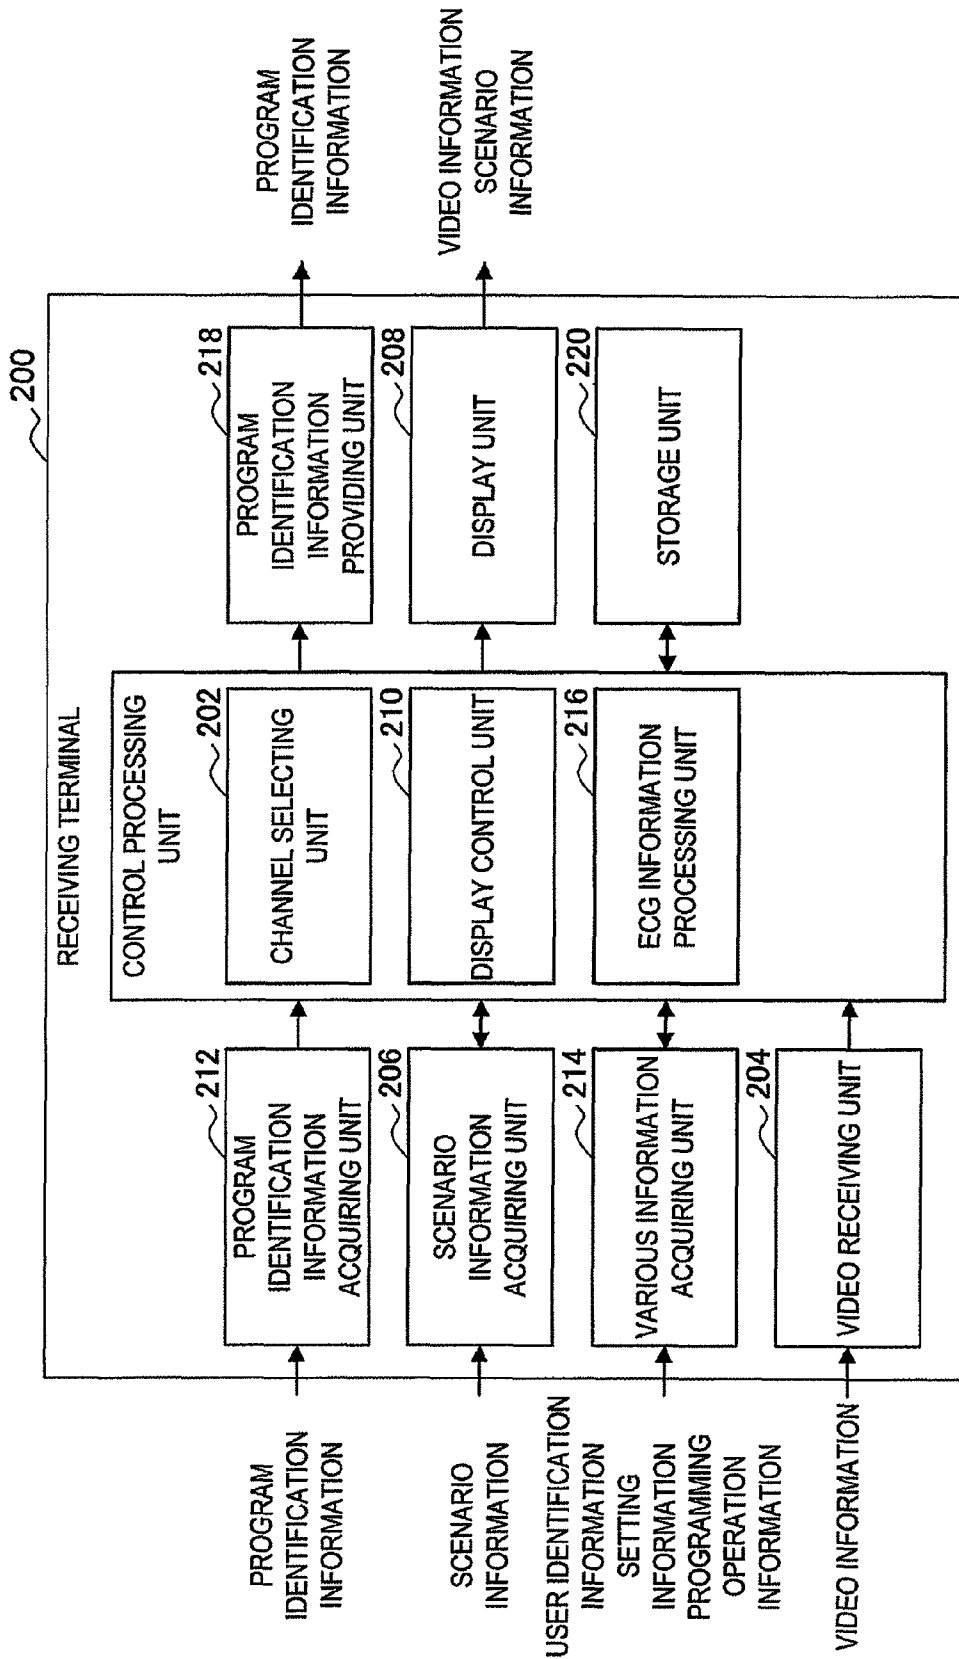 200
RECEIVING TERMINAL
CONTROL PROCESSING
UNIT
PROGRAM
IDENTIFICATION
INFORMATION
212
PROGRAM
IDENTIFICATION
INFORMATION
ACQUIRING UNIT
202
CHANNEL SELECTING
UNIT
218
PROGRAM
IDENTIFICATION
INFORMATION
PROVIDING UNIT
PROGRAM
IDENTIFICATION
INFORMATION
SCENARIO
INFORMATION
206
SCENARIO
INFORMATION
ACQUIRING UNIT
210
DISPLAY CONTROL UNIT
208
DISPLAY UNIT
VIDEO INFORMATION
SCENARIO
INFORMATION
USER IDENTIFICATION
INFORMATION
SETTING
INFORMATION
PROGRAMMING
OPERATION
INFORMATION
214
VARIOUS INFORMATION
ACQUIRING UNIT
216
ECG INFORMATION
PROCESSING UNIT
220
STORAGE UNIT
VIDEO INFORMATION
204
VIDEO RECEIVING UNIT